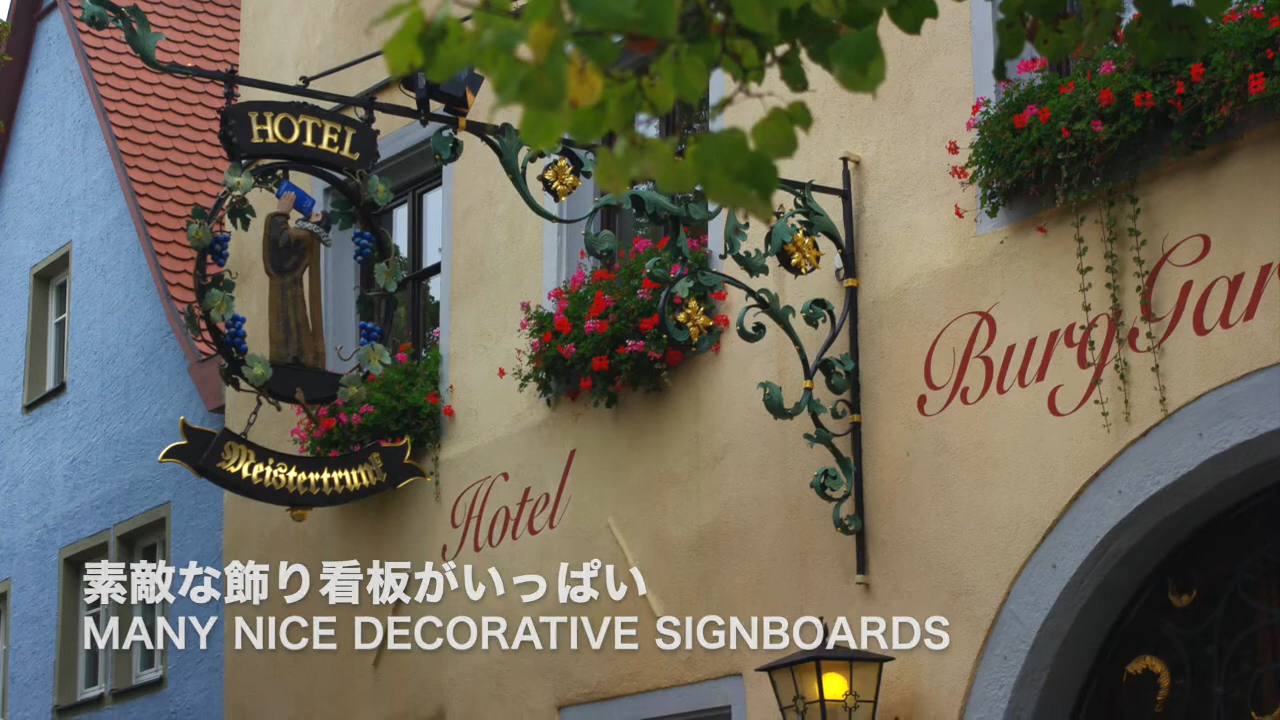 HOTEL
Meistertrunk
Hotel
BurgGar
素敵な飾り看板がいっぱい
MANY NICE DECORATIVE SIGNBOARDS